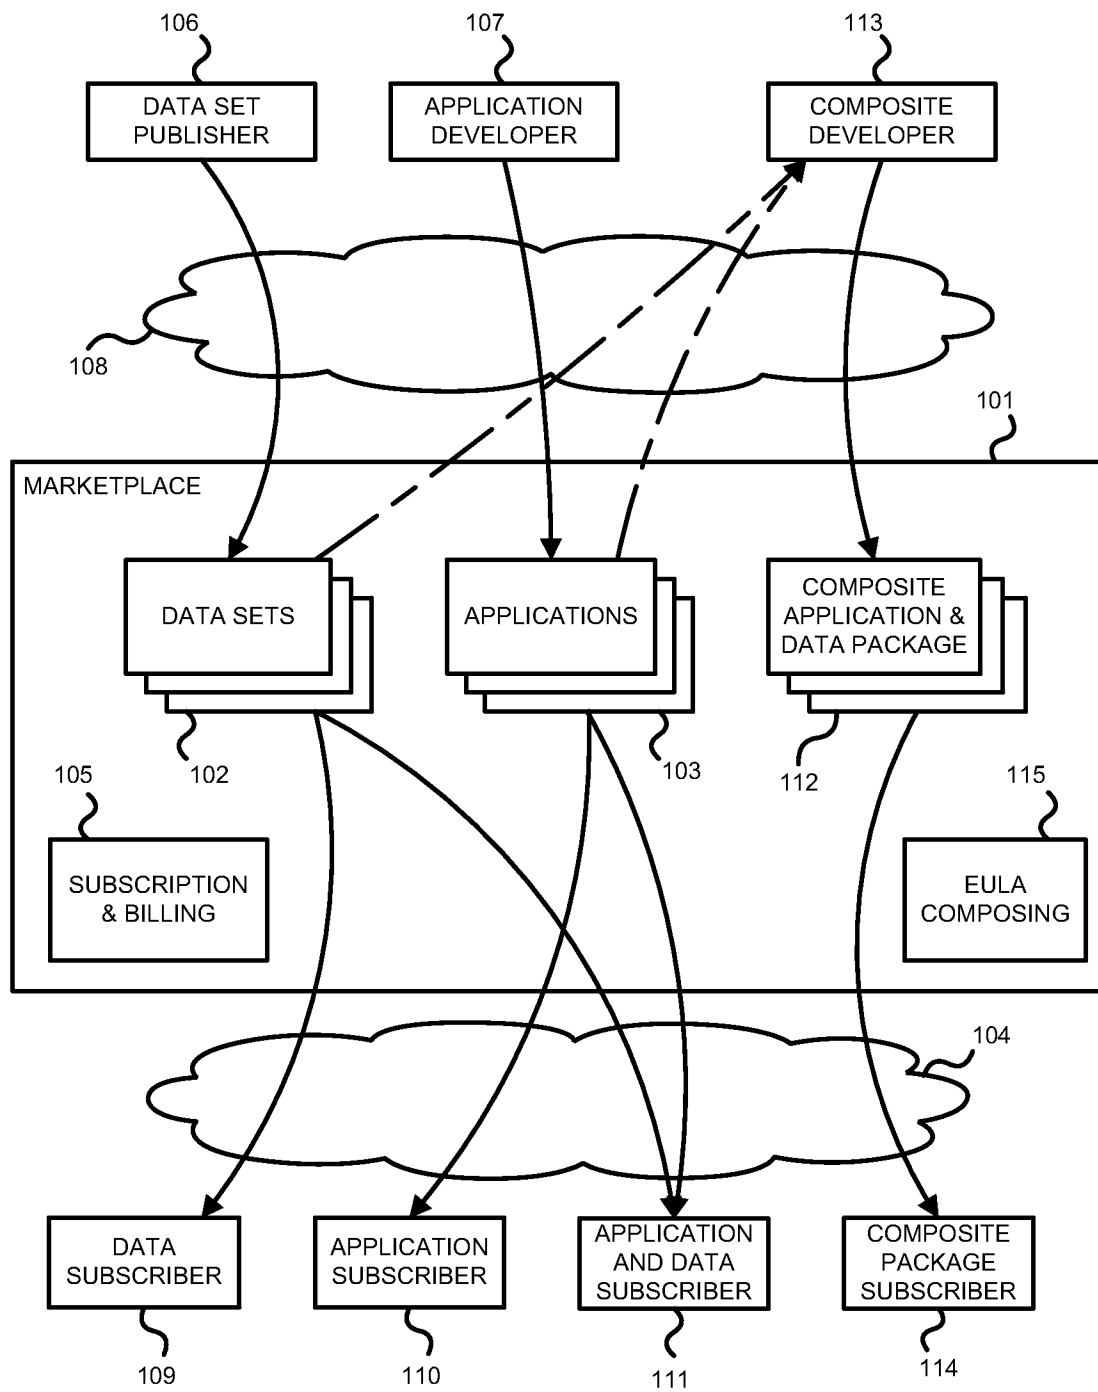 106
107
113
DATA SET
PUBLISHER
APPLICATION
DEVELOPER
COMPOSITE
DEVELOPER
108
101
MARKETPLACE
DATA SETS
APPLICATIONS
COMPOSITE
APPLICATION &
DATA PACKAGE
102
103
112
105
115
SUBSCRIPTION
& BILLING
EULA
COMPOSING
104
DATA
SUBSCRIBER
APPLICATION
SUBSCRIBER
APPLICATION
AND DATA
SUBSCRIBER
COMPOSITE
PACKAGE
SUBSCRIBER
109
110
111
114